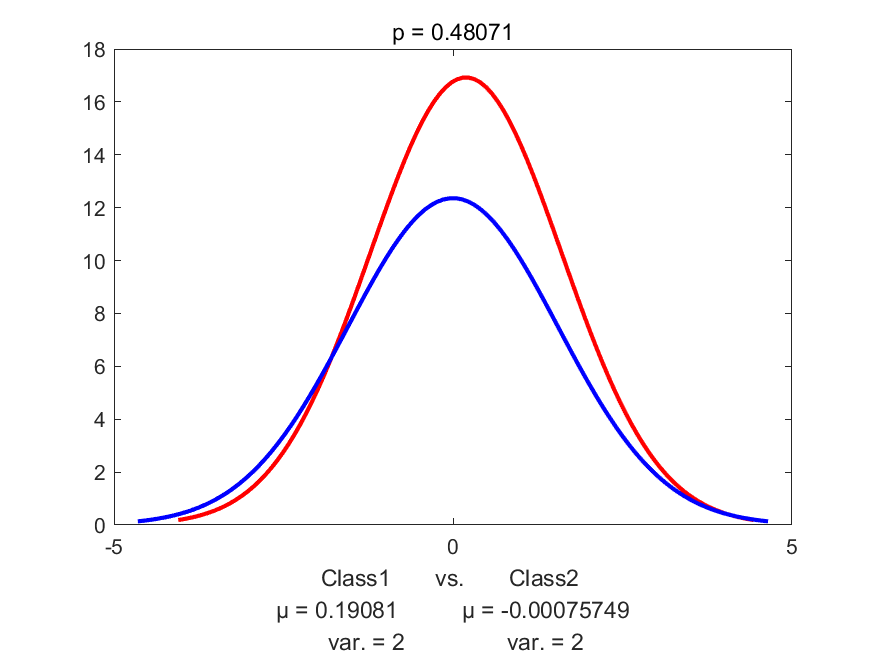 p = 0.48071
18
16
14
12
10
8
6
4
2
0
-5 0 5
Class1 vs. Class2
μ = 0.19081 μ = -0.00075749
var. = 2 var. = 2